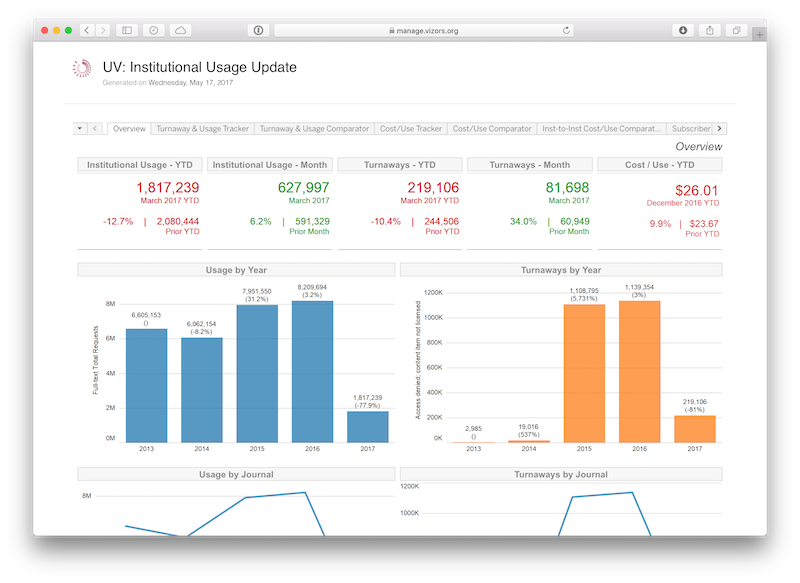 manage.vizors.org
UV: Institutional Usage Update
Generated on Wednesday, May 17, 2017
Overview
Turnaway & Usage Tracker
Turnaway & Usage Comparator
Cost/Use Tracker
Cost/Use Comparator
Inst-to-Inst Cost/Use Comparat...
Subscriber
Overview
Institutional Usage - YTD
1,817,239
March 2017 YTD
-12.7% | 2,080,444
Prior YTD
Institutional Usage - Month
627,997
March 2017
6.2% | 591,329
Prior Month
Turnaways - YTD
219,106
March 2017 YTD
-10.4% | 244,506
Prior YTD
Turnaways - Month
81,698
March 2017
34.0% | 60,949
Prior Month
Cost / Use - YTD
$26.01
December 2016 YTD
9.9% | $23.67
Prior YTD
Usage by Year
Full-text Total Requests
8M
6M
4M
2M
0M
6,605,153
()
6,062,154
(-8.2%)
7,951,550
(31.2%)
8,209,694
(3.2%)
1,817,239
(-77.9%)
2013
2014
2015
2016
2017
Turnaways by Year
Access denied: content item not licensed
1200K
1000K
800K
600K
400K
200K
0K
2,985
()
19,016
(537%)
1,108,795
(5,731%)
1,139,354
(3%)
219,106
(-81%)
2013
2014
2015
2016
2017
Usage by Journal
8M
Turnaways by Journal
1200K
1000K